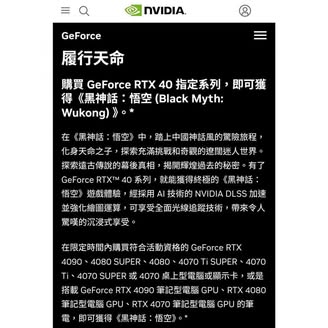 NVIDIA.
GeForce
履行天命
購買 GeForce RTX 40 指定系列，即可獲
得《黑神話：悟空 (Black Myth:
Wukong) 》。*
在《黑神話：悟空》中，踏上中國神話風的驚險旅程，
化身天命之子，探索充滿挑戰和奇觀的遼闊迷人世界。
探索遠古傳說的幕後真相，揭開輝煌過去的秘密。有了
GeForce RTX™ 40 系列，就能獲得終極的《黑神話：
悟空》遊戲體驗，經採用 AI 技術的 NVIDIA DLSS 加速
並強化繪圖運算，可享受全面光線追蹤技術，帶來令人
驚嘆的沉浸式享受。
在限定時間內購買符合活動資格的 GeForce RTX
4090、4080 SUPER、4080、4070 Ti SUPER、4070
Ti、4070 SUPER 或 4070 桌上型電腦或顯示卡，或是
搭載 GeForce RTX 4090 筆記型電腦 GPU、RTX 4080
筆記型電腦 GPU、RTX 4070 筆記型電腦 GPU 的筆
電，即可獲得《黑神話：悟空》。*